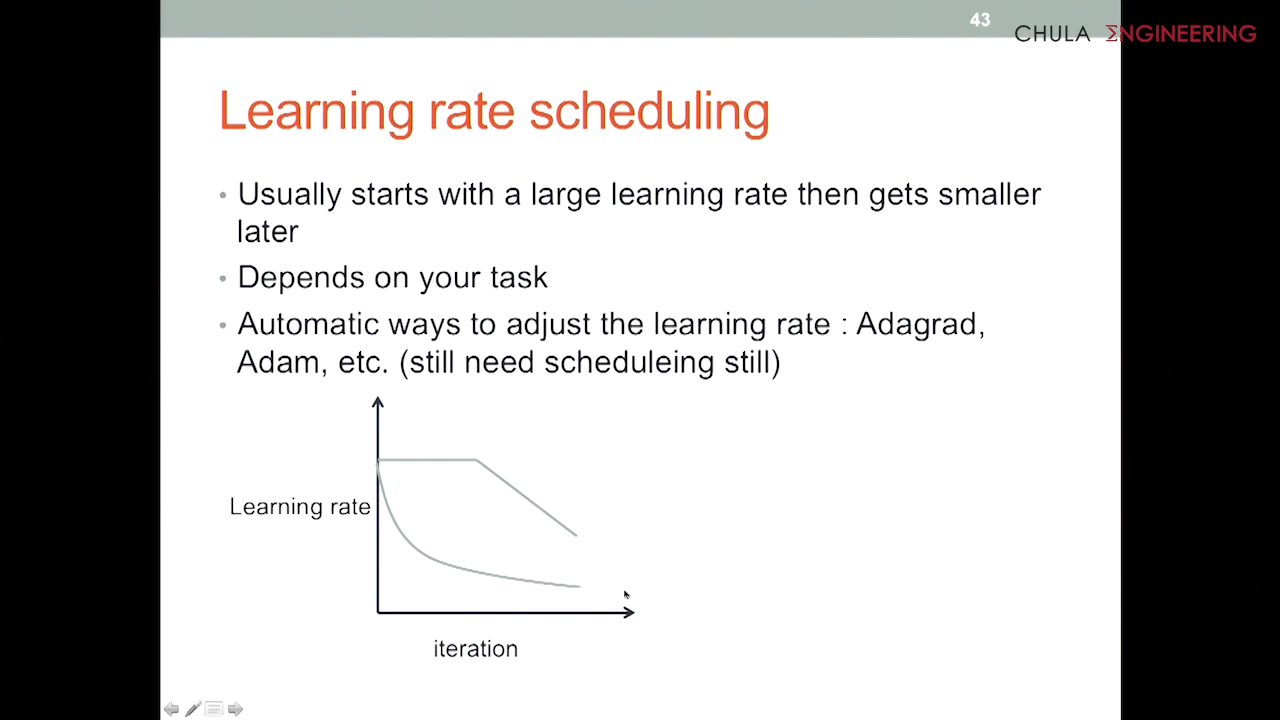 43
CHULA ΣNGINEERING
Learning rate scheduling
• Usually starts with a large learning rate then gets smaller
later
• Depends on your task
• Automatic ways to adjust the learning rate : Adagrad,
Adam, etc. (still need scheduleing still)
Learning rate
iteration